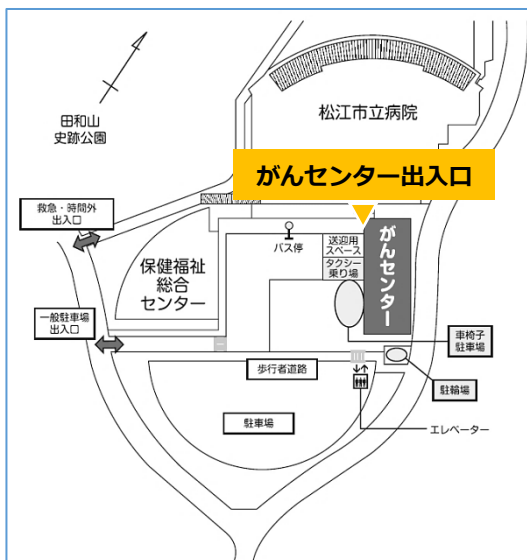 田和山
史跡公園
松江市立病院
がんセンター出入口
救急・時間外
出入口
保健福祉
総合
センター
バス停
送迎用
スペース
タクシー
乗り場
がんセンター
一般駐車場
出入口
車椅子
駐車場
歩行者道路
駐輪場
駐車場
エレベーター